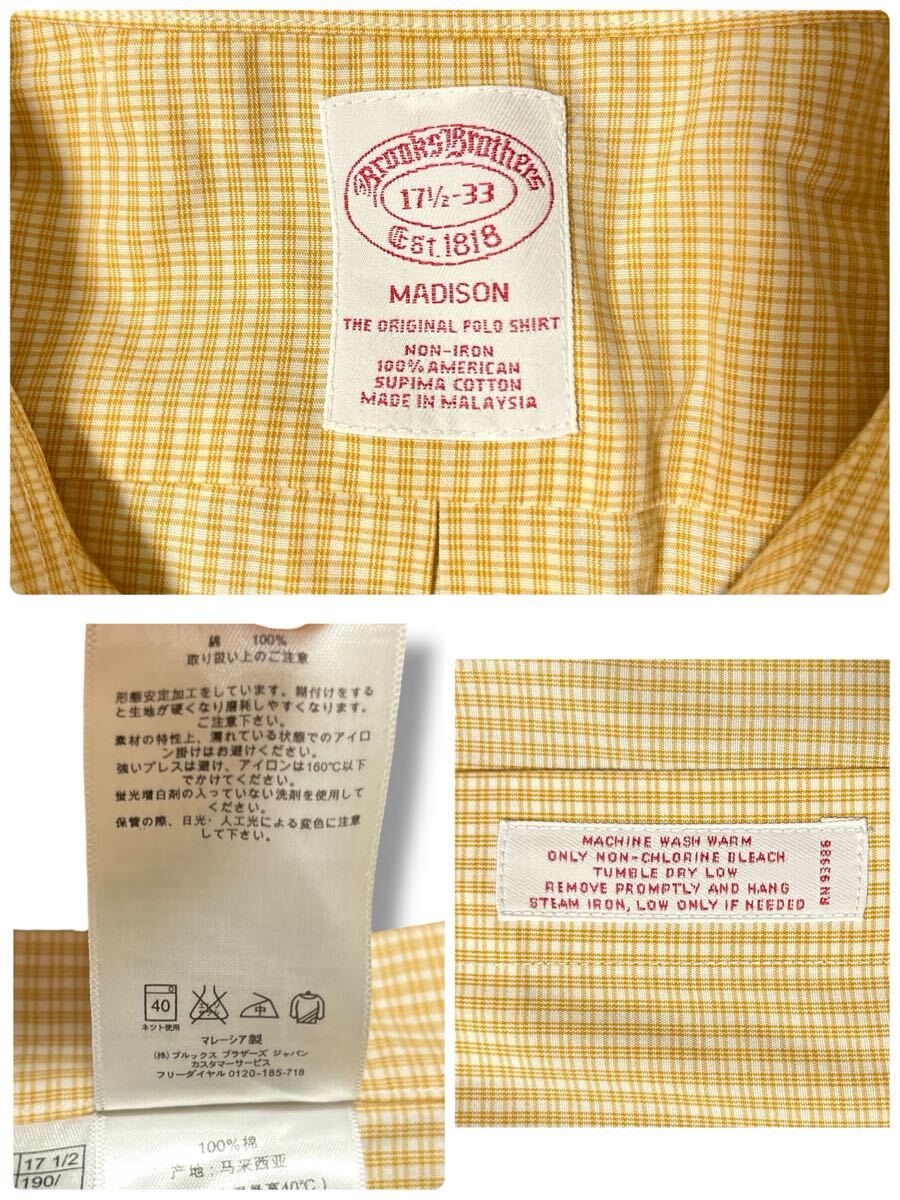 Brooks Brothers
17½-33
Est. 1818
MADISON
THE ORIGINAL POLO SHIRT
NON-IRON
100% AMERICAN
SUPIMA COTTON
MADE IN MALAYSIA
綿 100%
取り扱い上のご注意
形態安定加工をしています。糊付けをする
と生地が硬くなり磨耗しやすくなります。
ご注意下さい。
素材の特性上、濡れている状態でのアイロ
ン掛けはお避けください。
強いプレスは避け、アイロンは160℃以下
でかけてください。
蛍光増白剤の入っていない洗剤を使用して
ください。
保管の際、日光・人工光による変色に注意
して下さい。
40
中
ネット使用
マレーシア製
(株)ブルックス ブラザーズ ジャパン
カスタマーサービス
フリーダイヤル 0120-185-718
100%棉
产地:马来西亚
40℃)
17 1/2
190/
MACHINE WASH WARM
ONLY NON-CHLORINE BLEACH
TUMBLE DRY LOW
REMOVE PROMPTLY AND HANG
STEAM IRON, LOW ONLY IF NEEDED
RN 63986